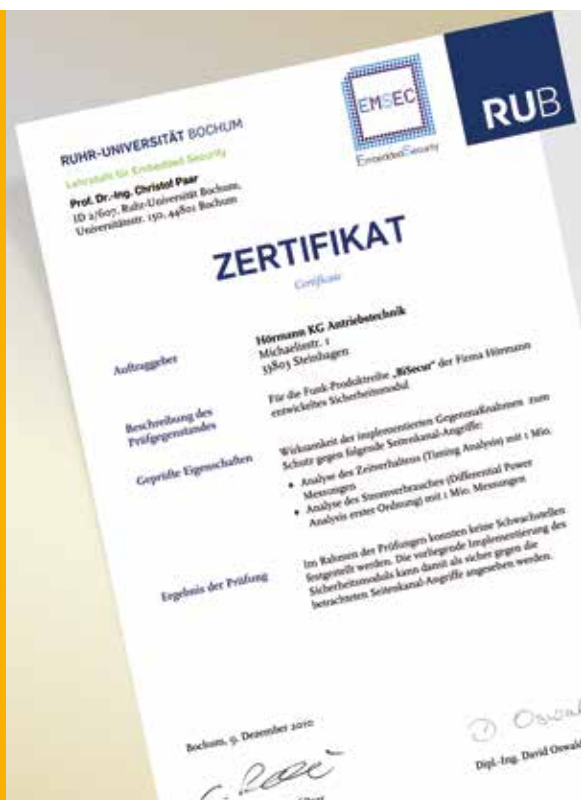 RUHR-UNIVERSITÄT BOCHUM
EMSEC
RUB
Lehrstuhl für Embedded Security
EmbeddedSecurity
Prof. Dr.-Ing. Christof Paar
ID 2/607, Ruhr-Universität Bochum,
Universitätsstr. 150, 44801 Bochum
ZERTIFIKAT
Certificate
Auftraggeber
Hörmann KG Antriebstechnik
Michaelisstr. 1
33803 Steinhagen
Beschreibung des
Prüfgegenstandes
Für die Funk-Produktreihe „BiSecur“ der Firma Hörmann
entwickeltes Sicherheitsmodul
Geprüfte Eigenschaften
Wirksamkeit der implementierten Gegenmaßnahmen zum
Schutz gegen folgende Seitenkanal-Angriffe:
• Analyse des Zeitverhaltens (Timing Analysis) mit 1 Mio.
Messungen
• Analyse des Stromverbrauches (Differential Power
Analysis erster Ordnung) mit 1 Mio. Messungen
Ergebnis der Prüfung
Im Rahmen der Prüfungen konnten keine Schwachstellen
festgestellt werden. Die vorliegende Implementierung des
Sicherheitsmoduls kann damit als sicher gegen die
betrachteten Seitenkanal-Angriffe angesehen werden.
Bochum, 9. Dezember 2010
D Oswald
Dipl.-Ing. David Oswald